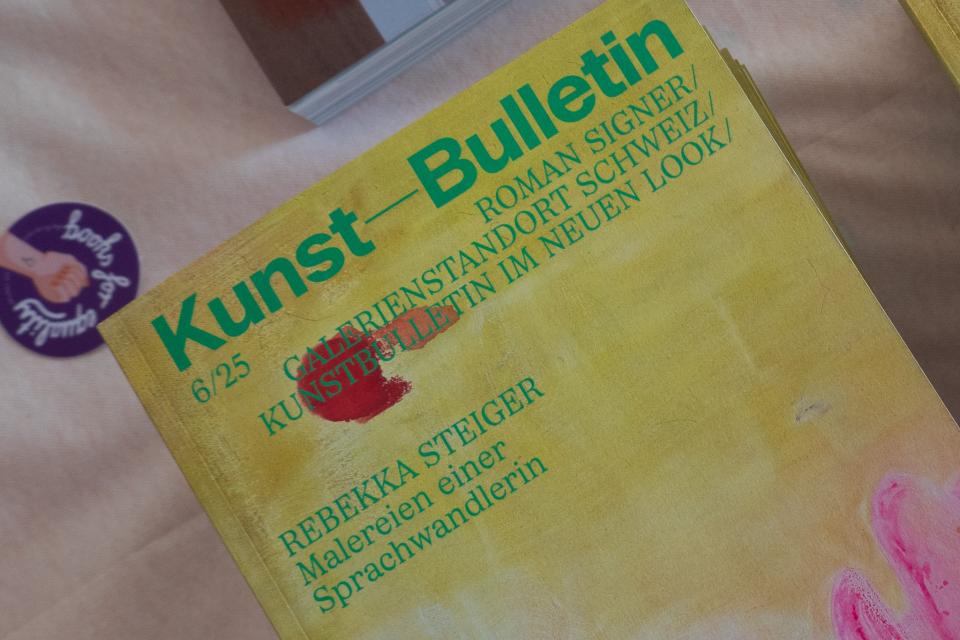 Kunst—Bulletin
6/25
ROMAN SIGNER/
GALERIENSTANDORT SCHWEIZ/
KUNSTBULLETIN IM NEUEN LOOK/
REBEKKA STEIGER
Malereien einer
Sprachwandlerin
body for equality